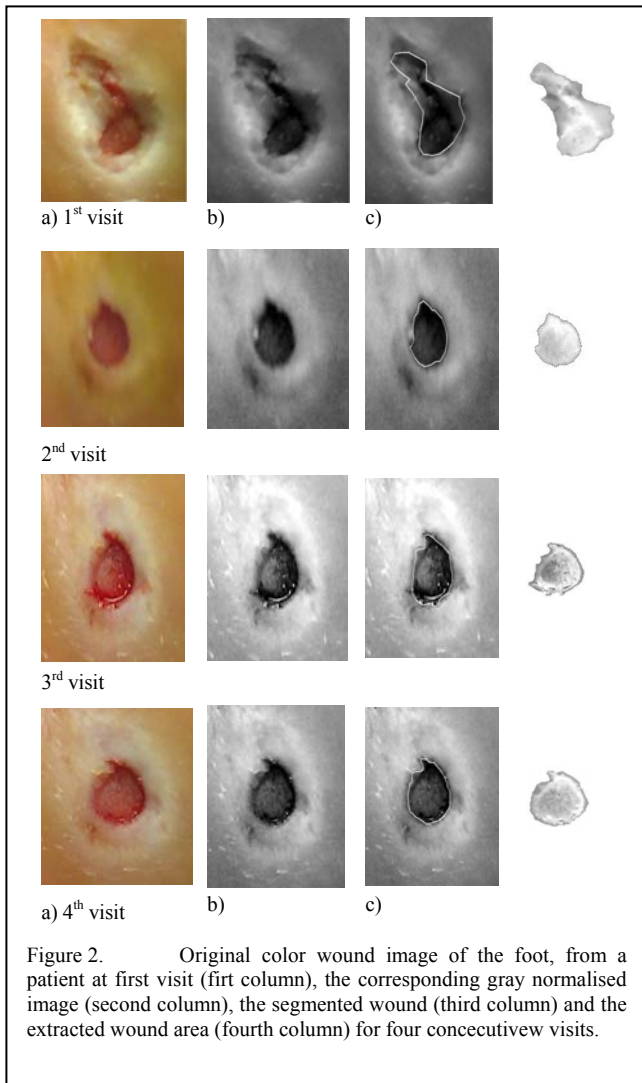 a) 1st visit b) c)
2nd visit
3rd visit
a) 4th visit b) c)
Figure 2. Original color wound image of the foot, from a
patient at first visit (firt column), the corresponding gray normalised
image (second column), the segmented wound (third column) and the
extracted wound area (fourth column) for four concecutivew visits.